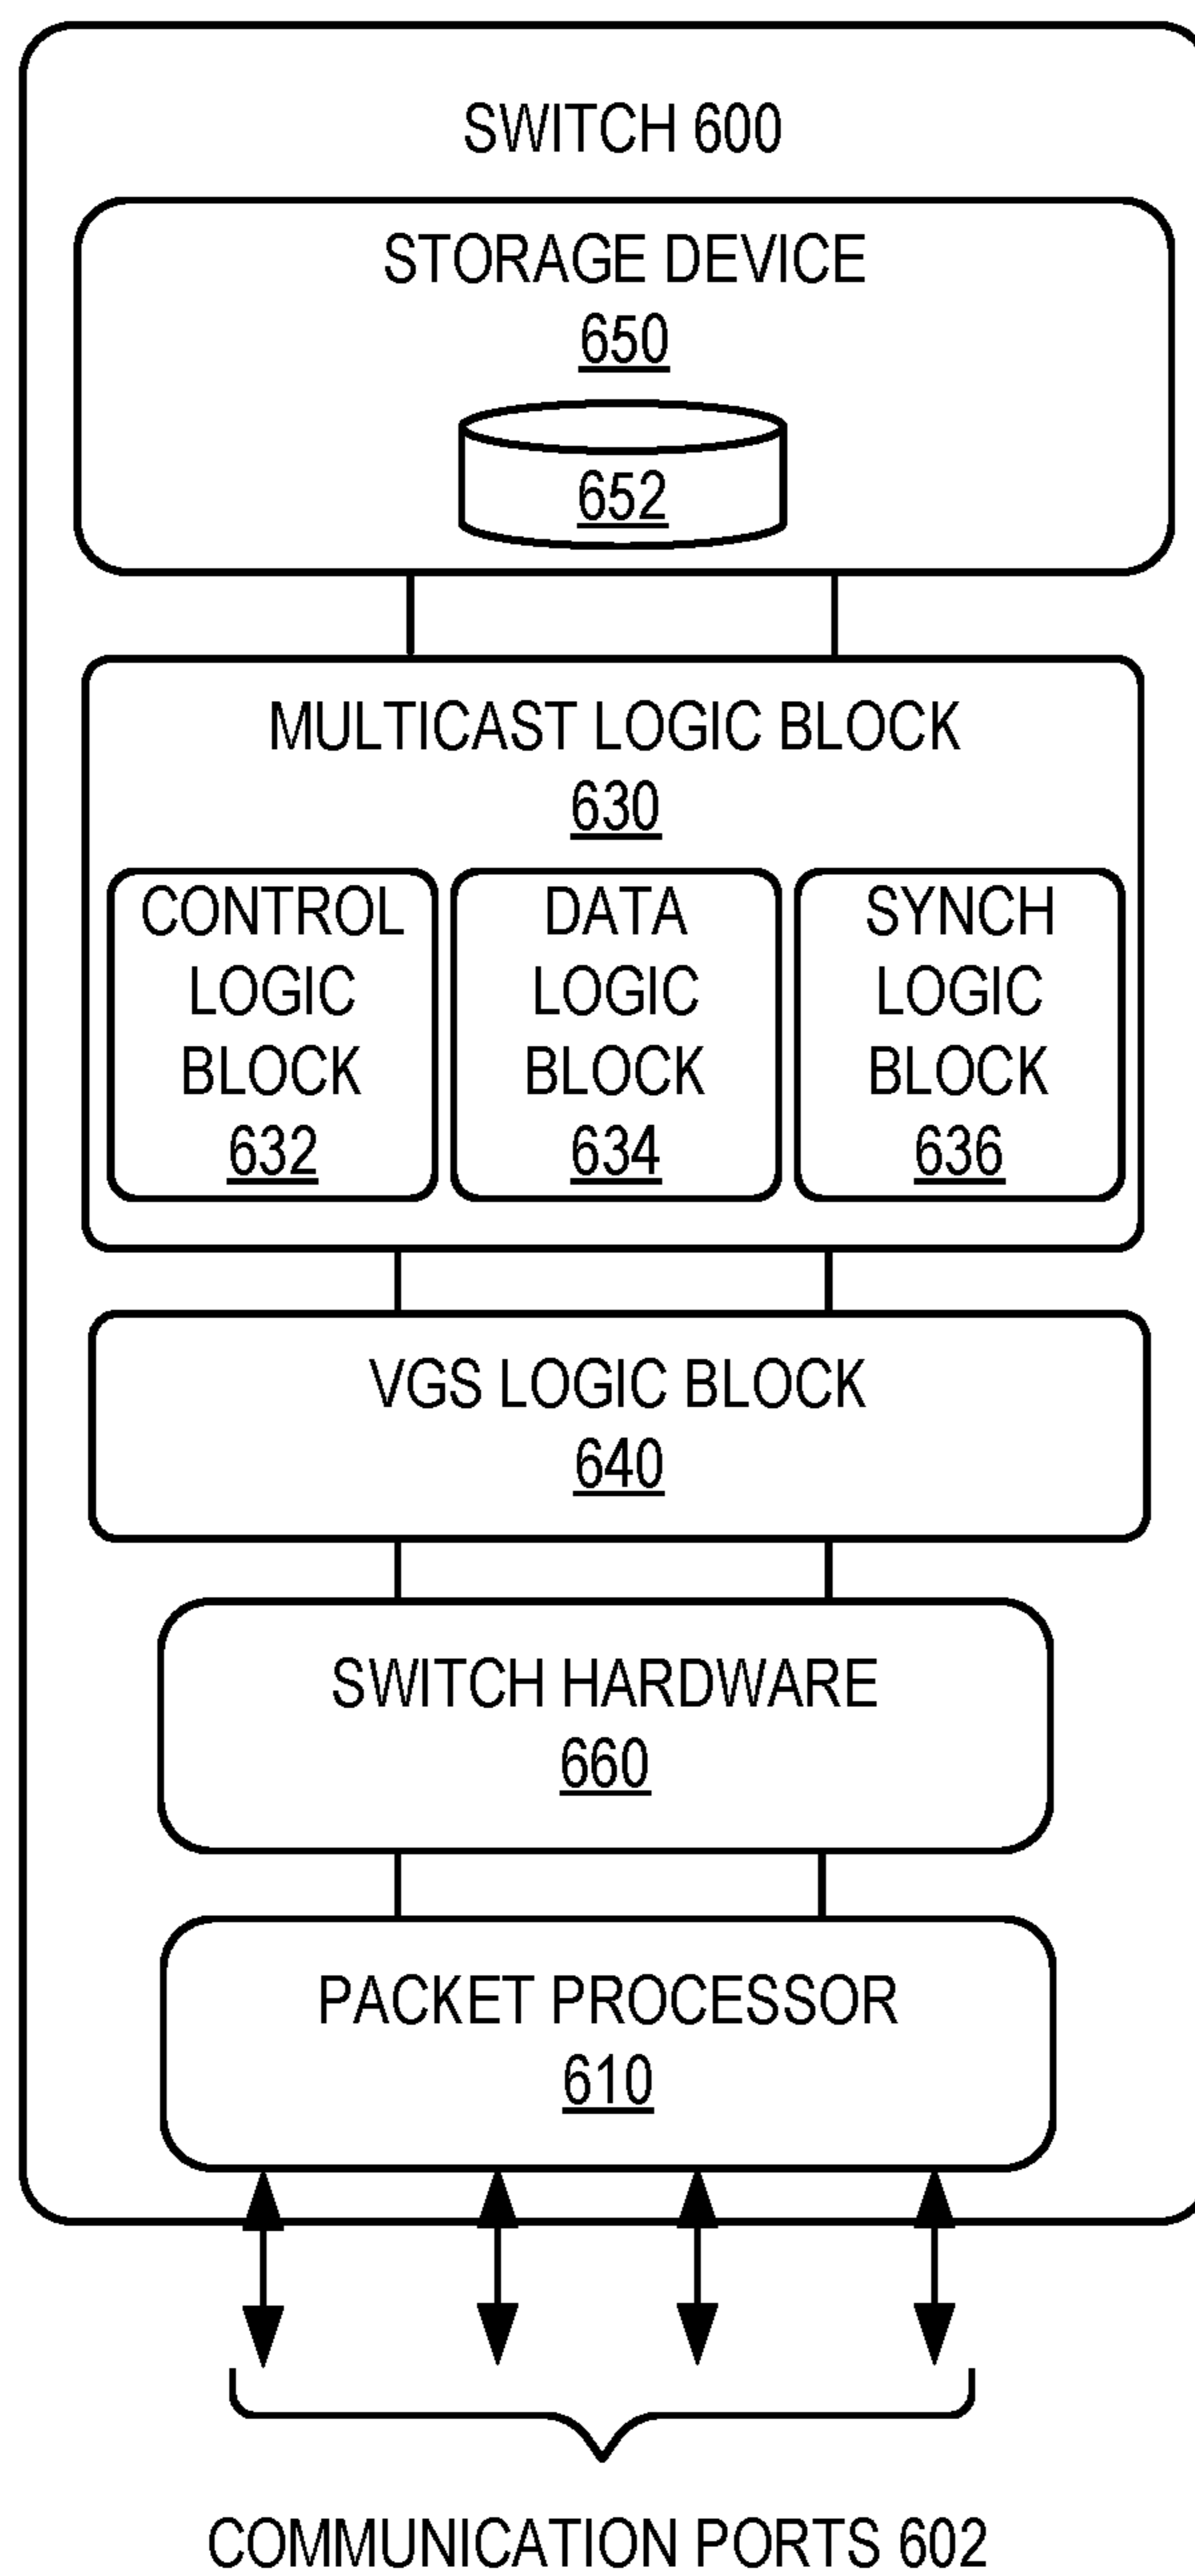 SWITCH 600
STORAGE DEVICE
650
652
MULTICAST LOGIC BLOCK
630
CONTROL
LOGIC
BLOCK
632
DATA
LOGIC
BLOCK
634
SYNCH
LOGIC
BLOCK
636
VGS LOGIC BLOCK
640
SWITCH HARDWARE
660
PACKET PROCESSOR
610
COMMUNICATION PORTS 602